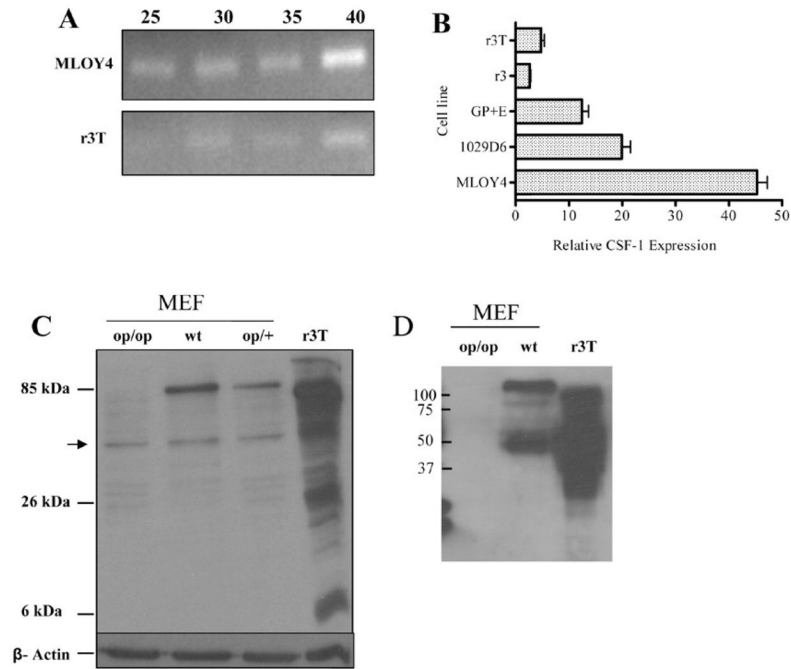 A
25 30 35 40
MLOY4
r3T
B
Cell line
r3T
r3
GP+E
1029D6
MLOY4
0 10 20 30 40 50
Relative CSF-1 Expression
C
MEF
op/op wt op/+ r3T
85 kDa
26 kDa
6 kDa
β- Actin
D
MEF
op/op wt r3T
100
75
50
37